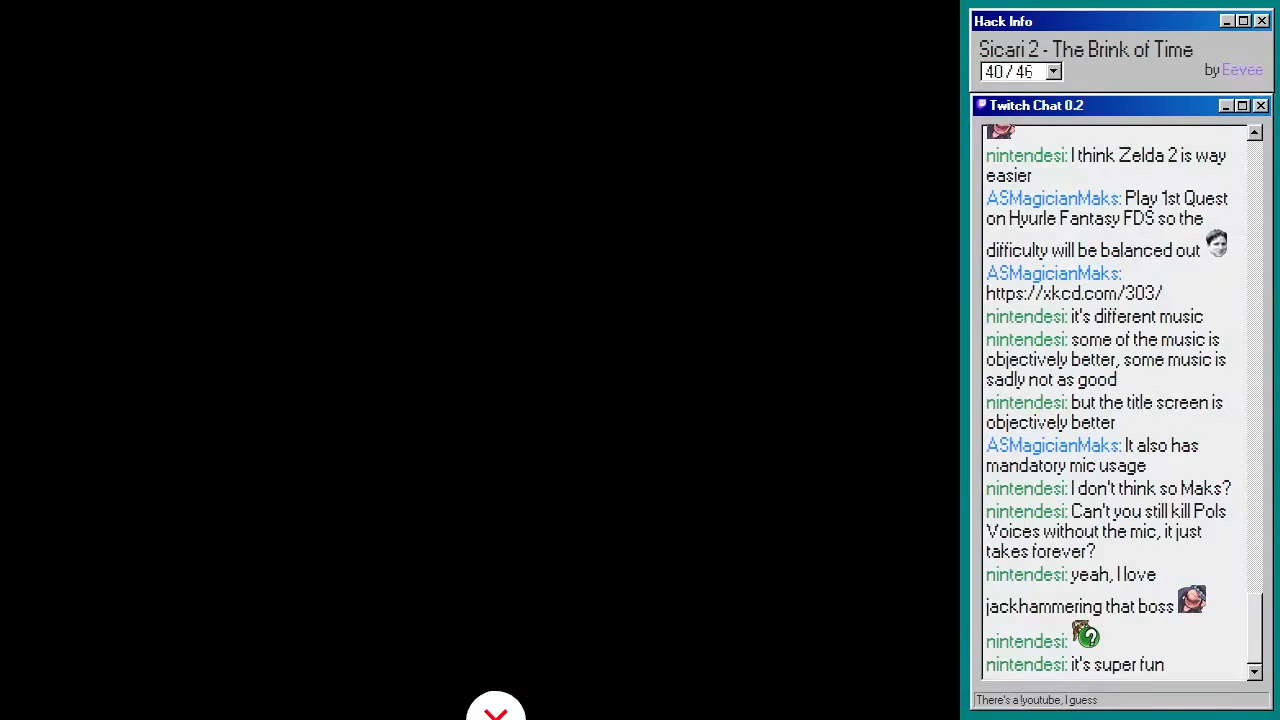 Hack Info
Sicari 2 - The Brink of Time
40 / 46
by Eevee
Twitch Chat 0.2
nintendesi: I think Zelda 2 is way
easier
ASMagicianMaks: Play 1st Quest
on Hyurle Fantasy FDS so the
difficulty will be balanced out
ASMagicianMaks:
https://xkcd.com/303/
nintendesi: it's different music
nintendesi: some of the music is
objectively better, some music is
sadly not as good
nintendesi: but the title screen is
objectively better
ASMagicianMaks: It also has
mandatory mic usage
nintendesi: I don't think so Maks?
nintendesi: Can't you still kill Pols
Voices without the mic, it just
takes forever?
nintendesi: yeah, I love
jackhammering that boss
nintendesi: ?
nintendesi: it's super fun
There's a !youtube, I guess